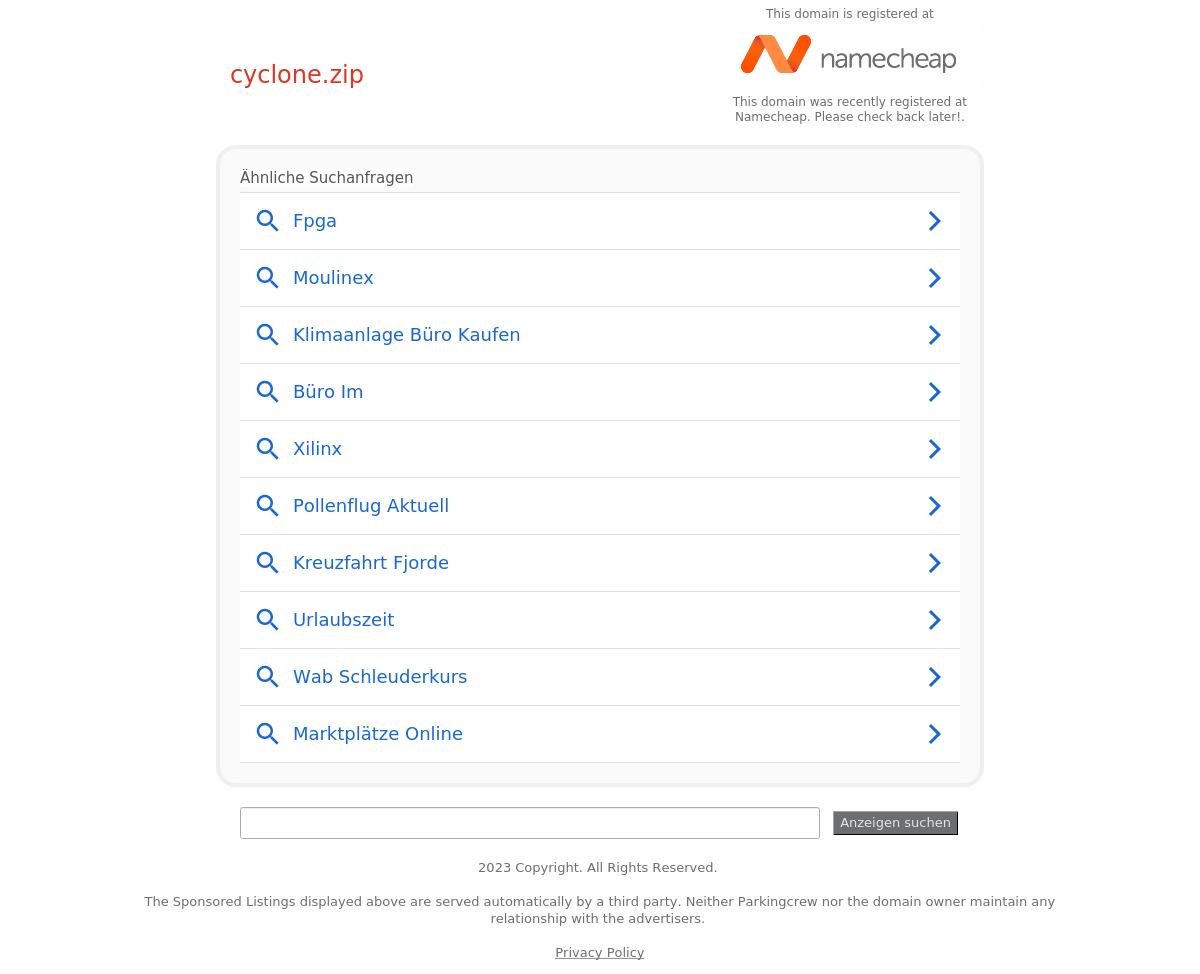 This domain is registered at
namecheap
cyclone.zip
This domain was recently registered at
Namecheap. Please check back later!.
Ähnliche Suchanfragen
Fpga
Moulinex
Klimaanlage Büro Kaufen
Büro Im
Xilinx
Pollenflug Aktuell
Kreuzfahrt Fjorde
Urlaubszeit
Wab Schleuderkurs
Marktplätze Online
Anzeigen suchen
2023 Copyright. All Rights Reserved.
The Sponsored Listings displayed above are served automatically by a third party. Neither Parkingcrew nor the domain owner maintain any
relationship with the advertisers.
Privacy Policy